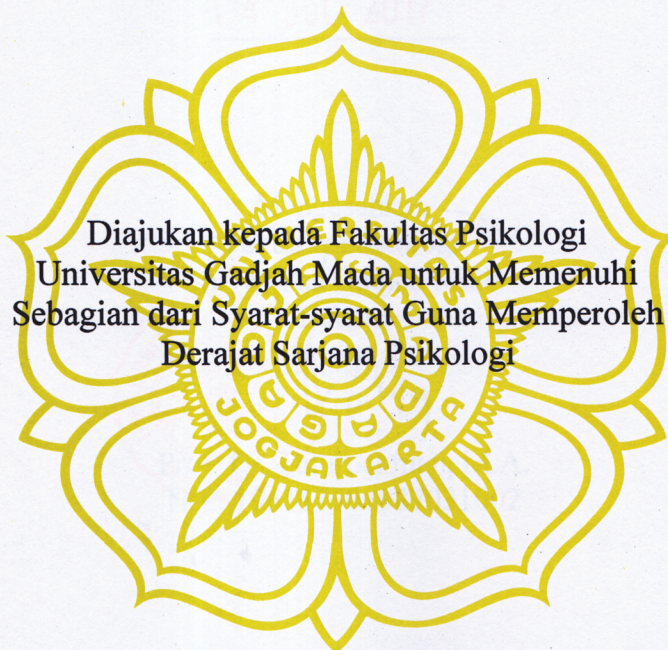 Diajukan kepada Fakultas Psikologi
Universitas Gadjah Mada untuk Memenuhi
Sebagian dari Syarat-syarat Guna Memperoleh
Derajat Sarjana Psikologi
JOGJAKARTA